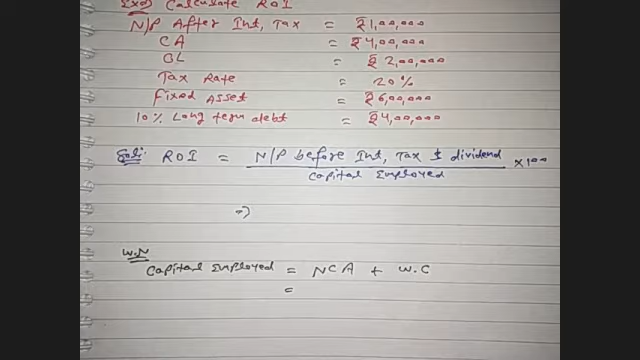 Calculate ROI
N/P After Int, Tax = ₹1,00,000
CA = ₹4,00,000
CL = ₹2,00,000
Tax Rate = 20%
Fixed Asset = ₹6,00,000
10% Long term debt = ₹4,00,000
Sol: ROI = N/P before Int, Tax & dividend ×100
Capital Employed
⇒
W.N
Capital Employed = NCA + W.C
=